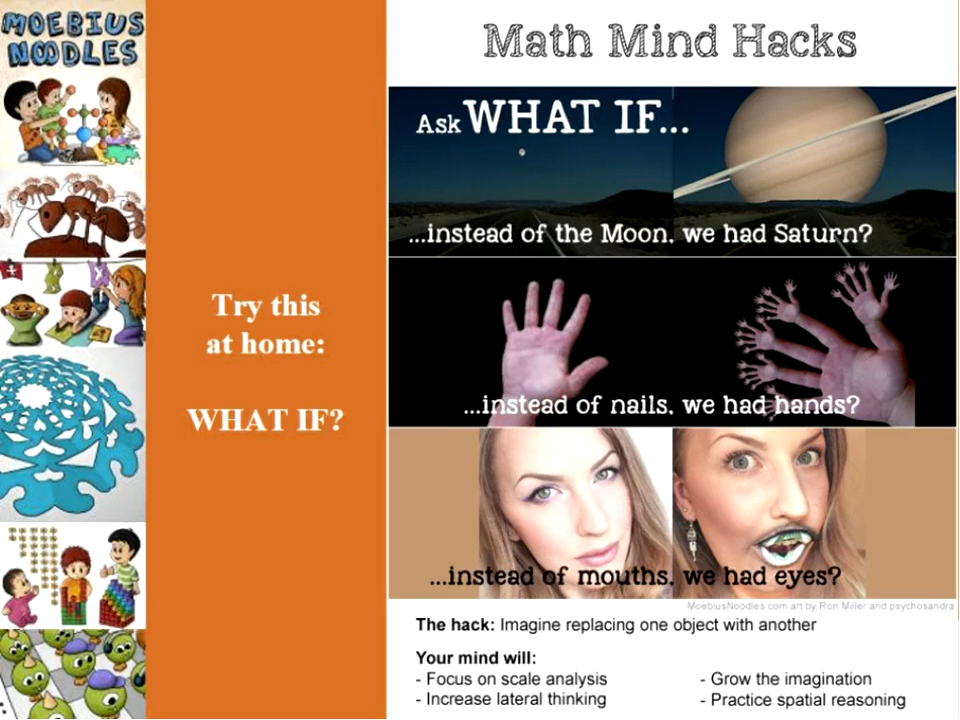 MOEBIUS
NOODLES
Try this
at home:
WHAT IF?
Math Mind Hacks
Ask WHAT IF...
...instead of the Moon, we had Saturn?
...instead of nails, we had hands?
...instead of mouths, we had eyes?
MoebiusNoodles.com art by Ron Miller and psychosandra
The hack: Imagine replacing one object with another
Your mind will:
- Focus on scale analysis
- Increase lateral thinking
- Grow the imagination
- Practice spatial reasoning